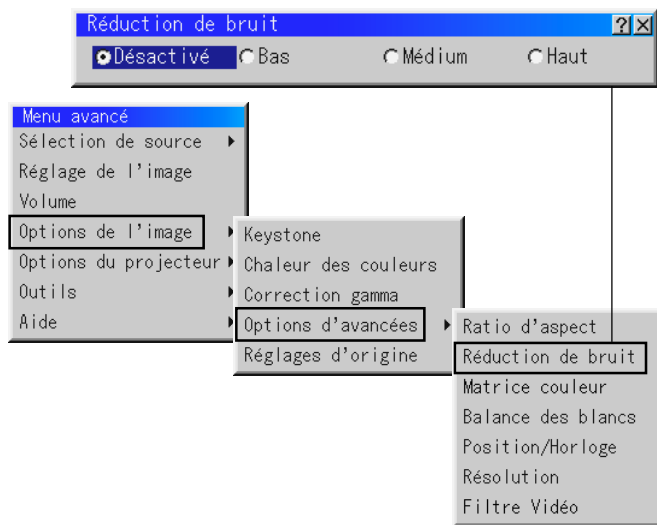 Réduction de bruit
Désactivé Bas Médium Haut
Menu avancé
Sélection de source
Réglage de l'image
Volume
Options de l'image
Options du projecteur
Outils
Aide
Keystone
Chaleur des couleurs
Correction gamma
Options d'avancées
Réglages d'origine
Ratio d'aspect
Réduction de bruit
Matrice couleur
Balance des blancs
Position/Horloge
Résolution
Filtre Vidéo